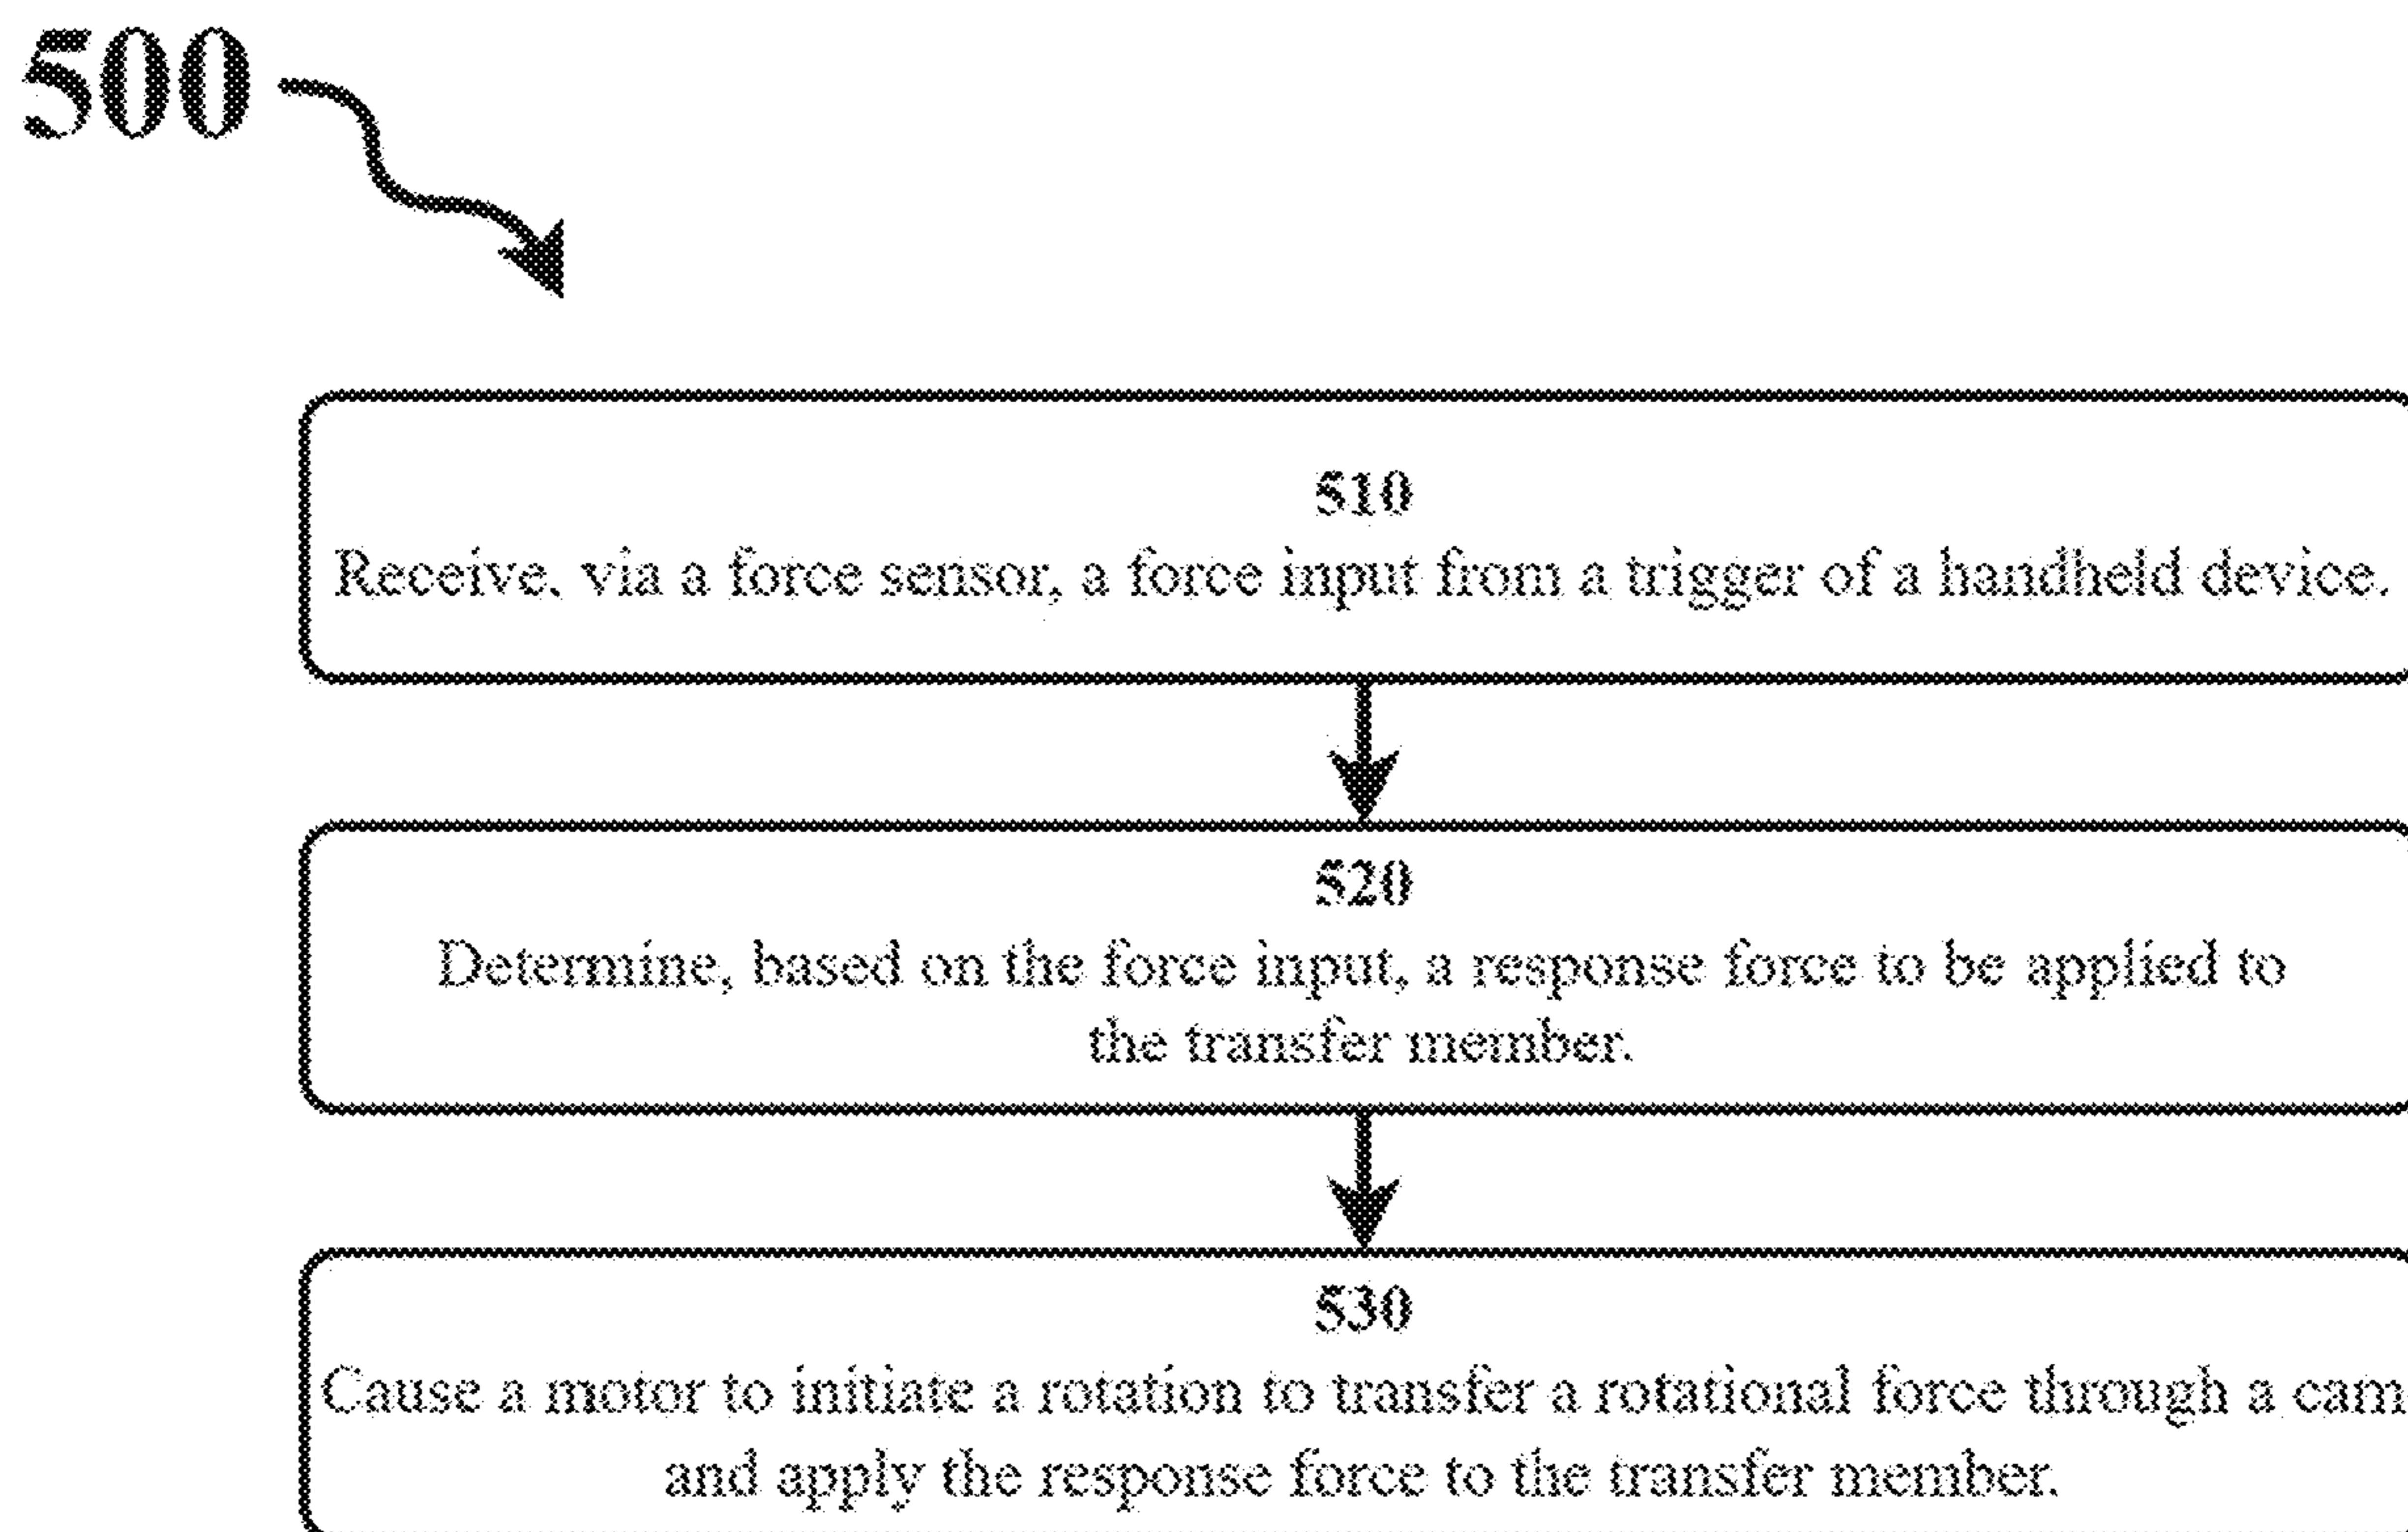 500
510
Receive, via a force sensor, a force input from a trigger of a handheld device.
520
Determine, based on the force input, a response force to be applied to
the transfer member.
530
Cause a motor to initiate a rotation to transfer a rotational force through a cam
and apply the response force to the transfer member.